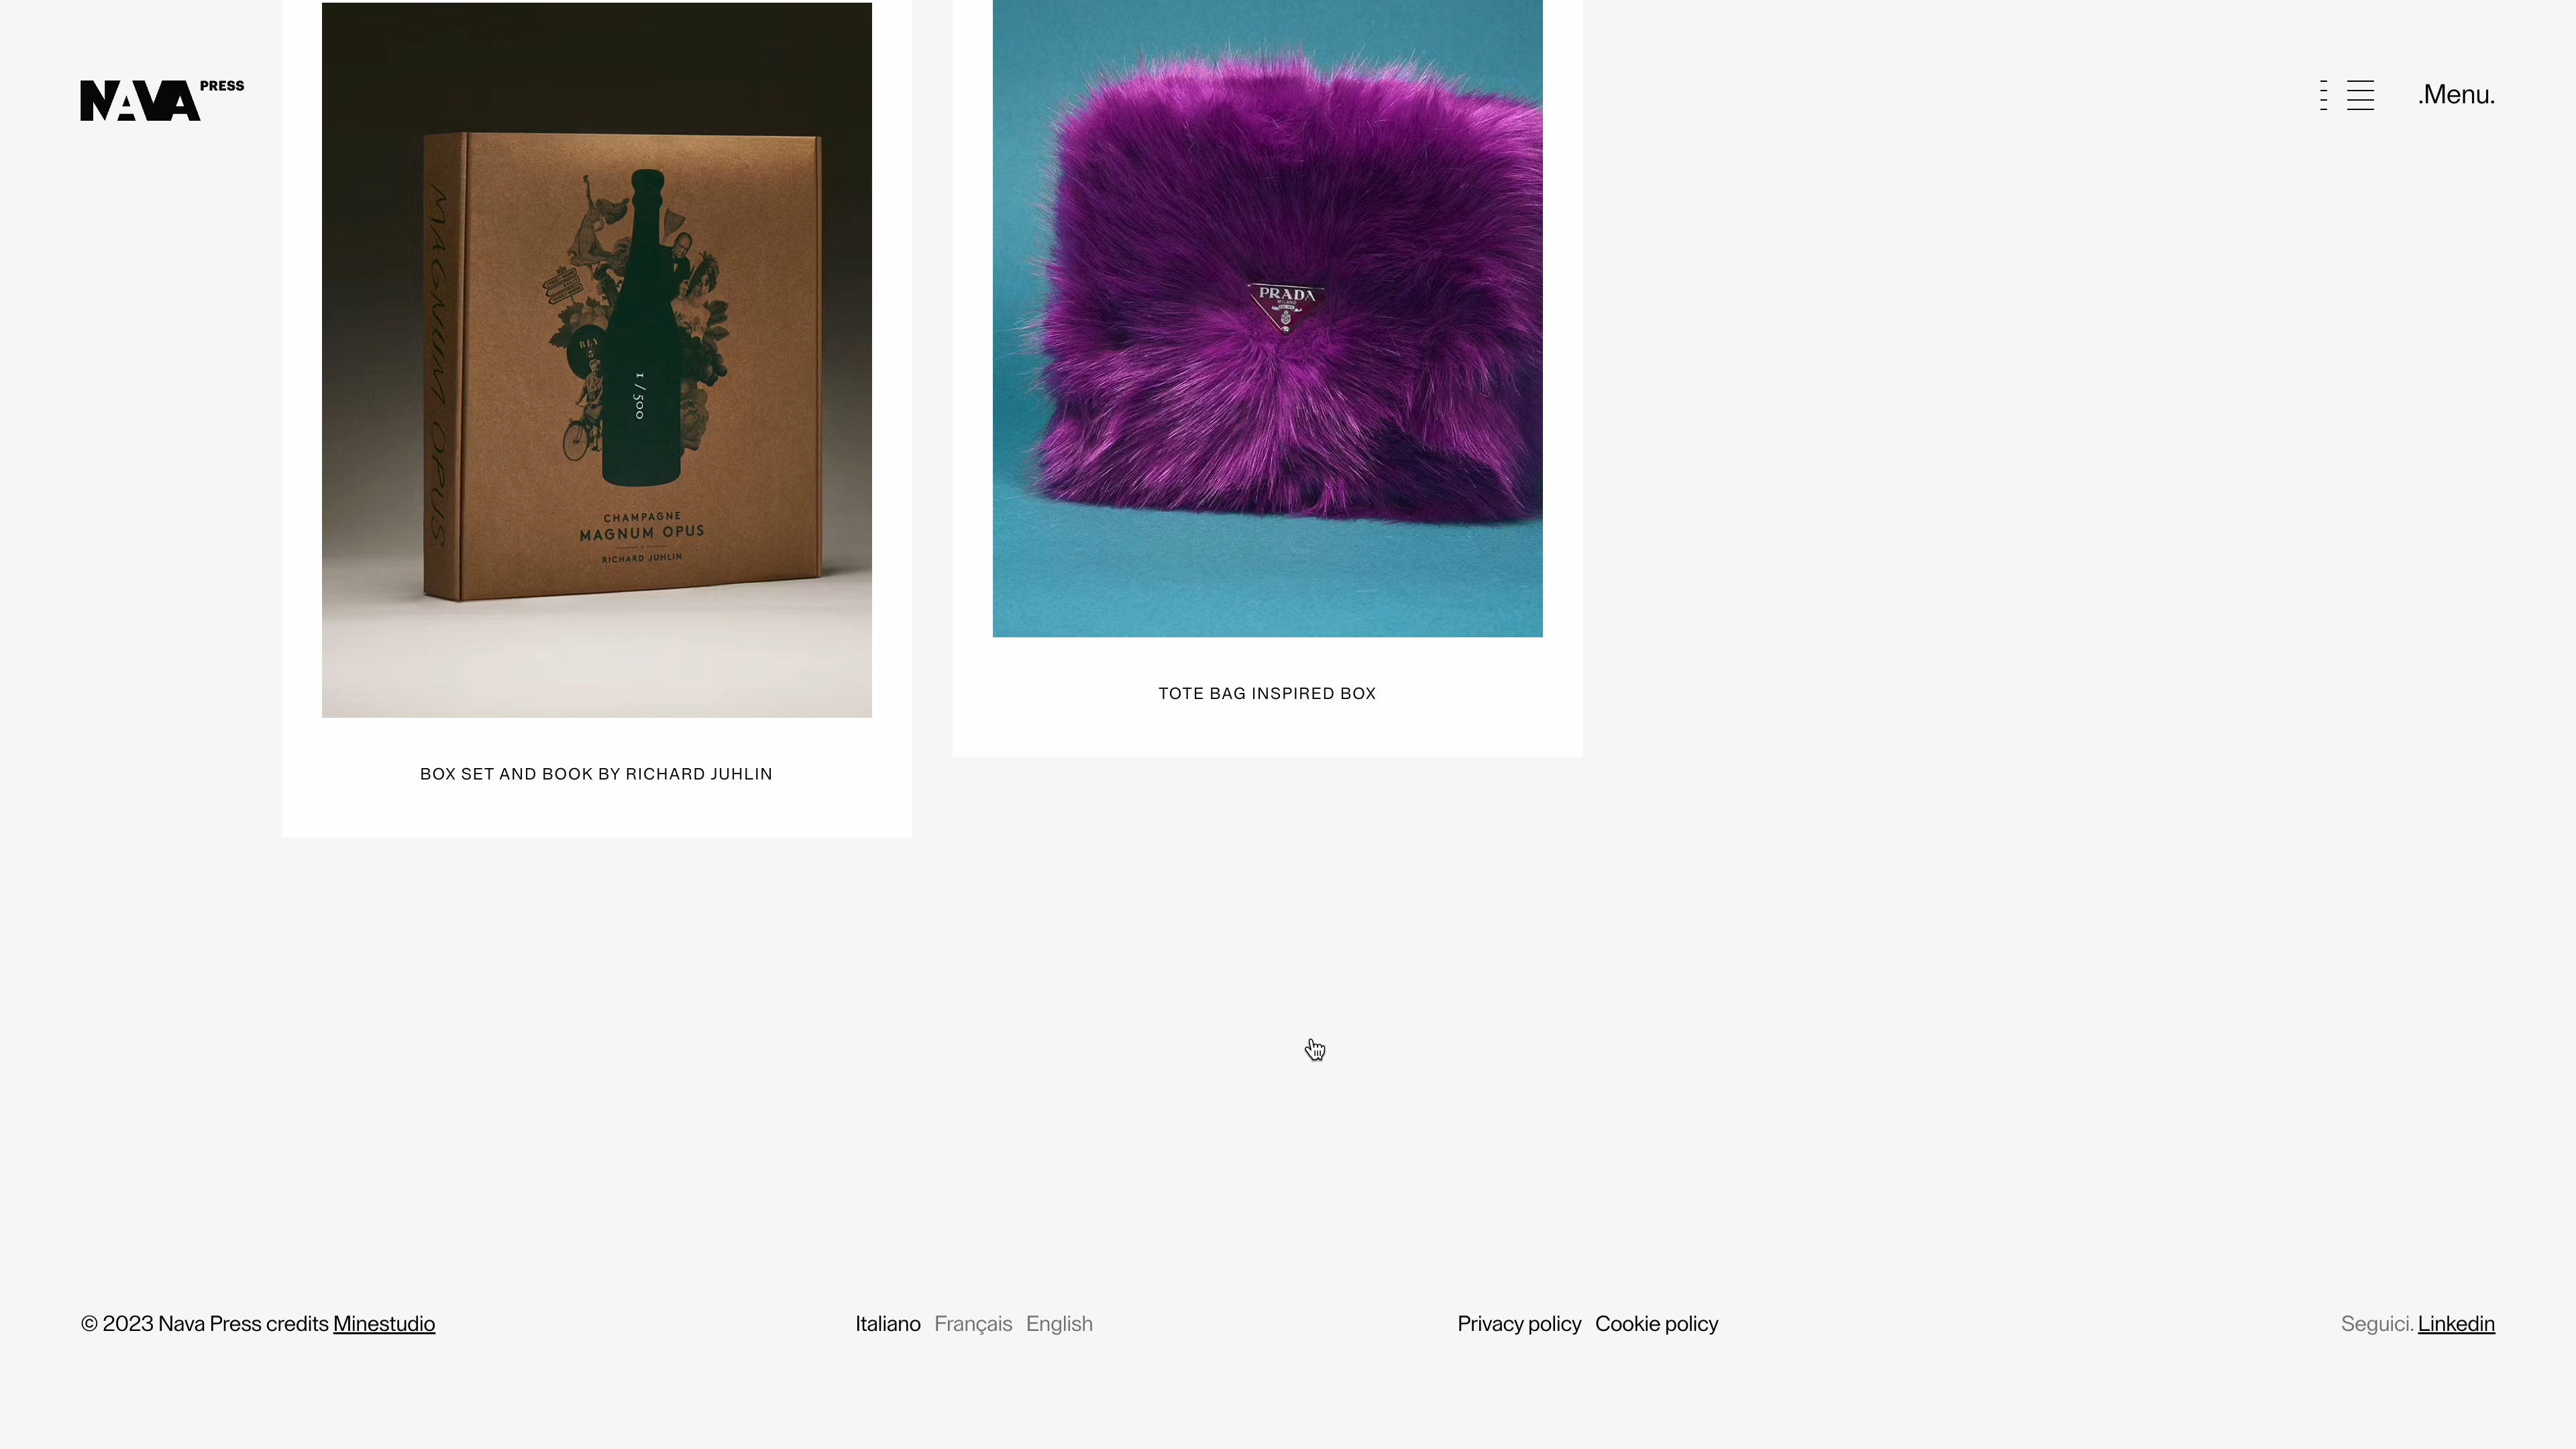 NAVA PRESS
.Menu.
MAGNUM OPUS
1 / 500
CHAMPAGNE
MAGNUM OPUS
RICHARD JUHLIN
PRADA
MILANO
BOX SET AND BOOK BY RICHARD JUHLIN
TOTE BAG INSPIRED BOX
© 2023 Nava Press credits Minestudio
Italiano Français English
Privacy policy Cookie policy
Seguici. Linkedin